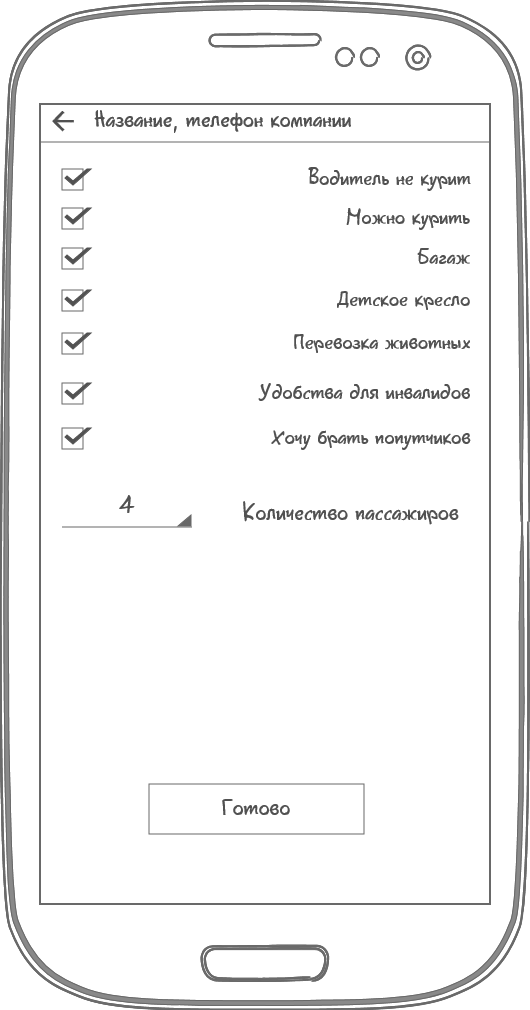 Название, телефон компании
Водитель не курит
Можно курить
Багаж
Детское кресло
Перевозка животных
Удобства для инвалидов
Хочу брать попутчиков
4 Количество пассажиров
Готово